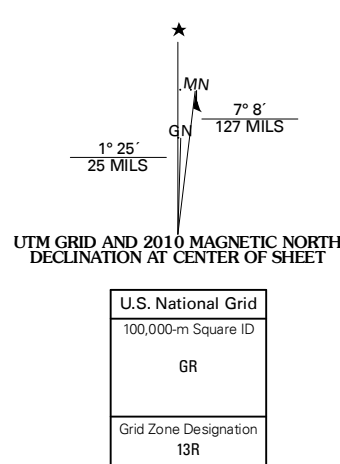 MN
7° 8´
127 MILS
GN
1° 25´
25 MILS
UTM GRID AND 2010 MAGNETIC NORTH
DECLINATION AT CENTER OF SHEET
U.S. National Grid
100,000-m Square ID
GR
Grid Zone Designation
13R